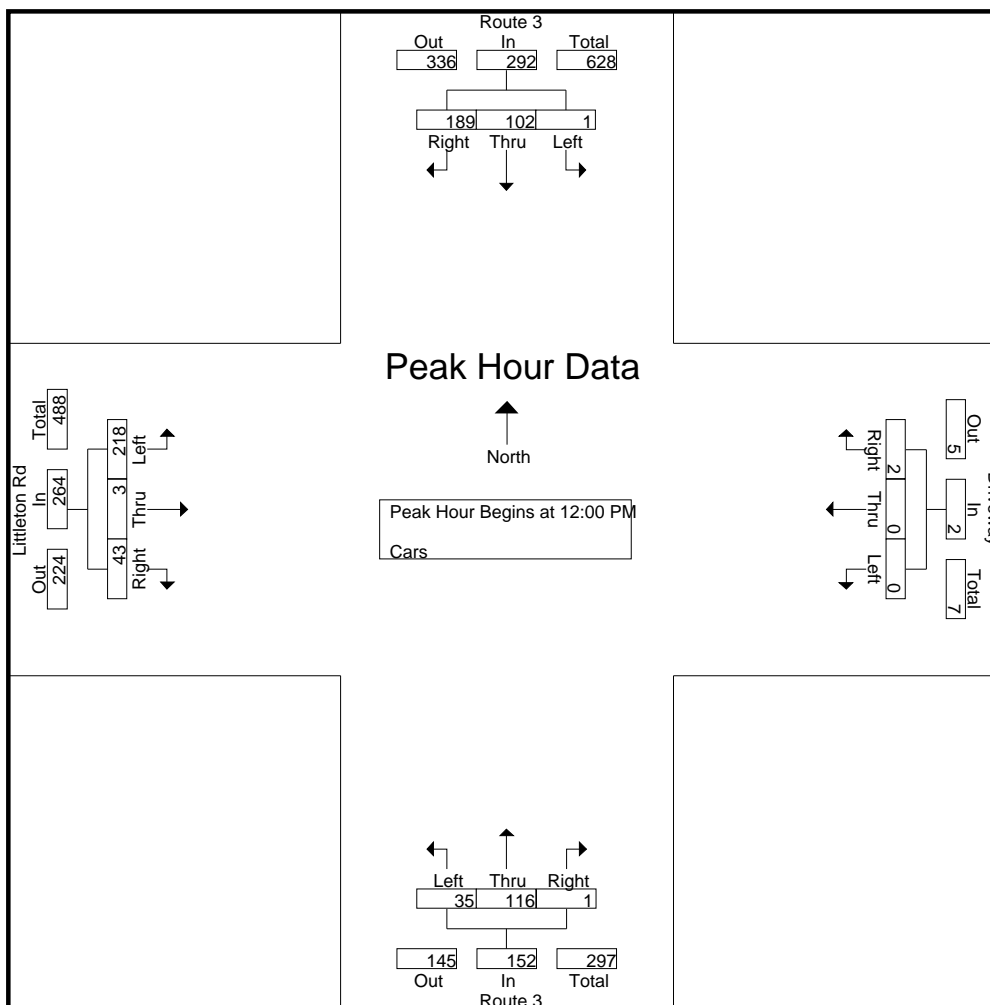 Route 3
Out In Total
336 292 628
189 102 1
Right Thru Left
Peak Hour Data
North
Peak Hour Begins at 12:00 PM
Cars
Littleton Rd
Out In Total
224 264 488
43 3 218
Right Thru Left
Right Thru Left
2 0 0
Out In Total
5 2 7
Left Thru Right
35 116 1
145 152 297
Out In Total
Route 3